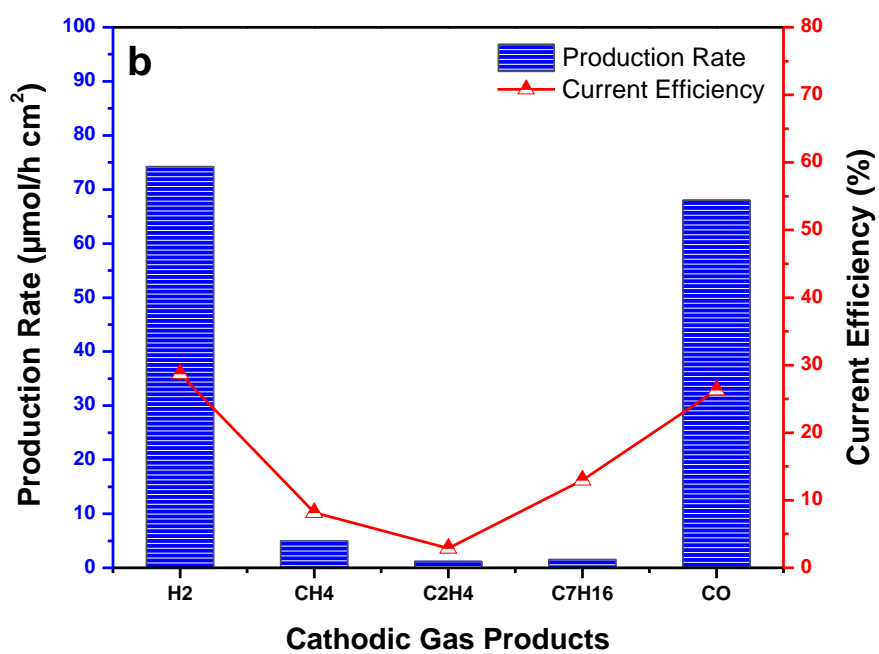 b
Production Rate
Current Efficiency
Production Rate (µmol/h cm²)
100
90
80
70
60
50
40
30
20
10
0
Current Efficiency (%)
80
70
60
50
40
30
20
10
0
H2 CH4 C2H4 C7H16 CO
Cathodic Gas Products